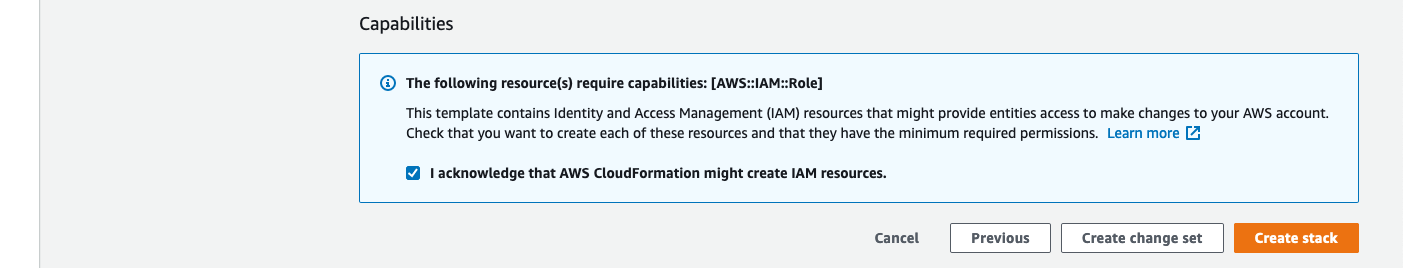 Capabilities
The following resource(s) require capabilities: [AWS::IAM::Role]
This template contains Identity and Access Management (IAM) resources that might provide entities access to make changes to your AWS account.
Check that you want to create each of these resources and that they have the minimum required permissions. Learn more
I acknowledge that AWS CloudFormation might create IAM resources.
Cancel Previous Create change set Create stack